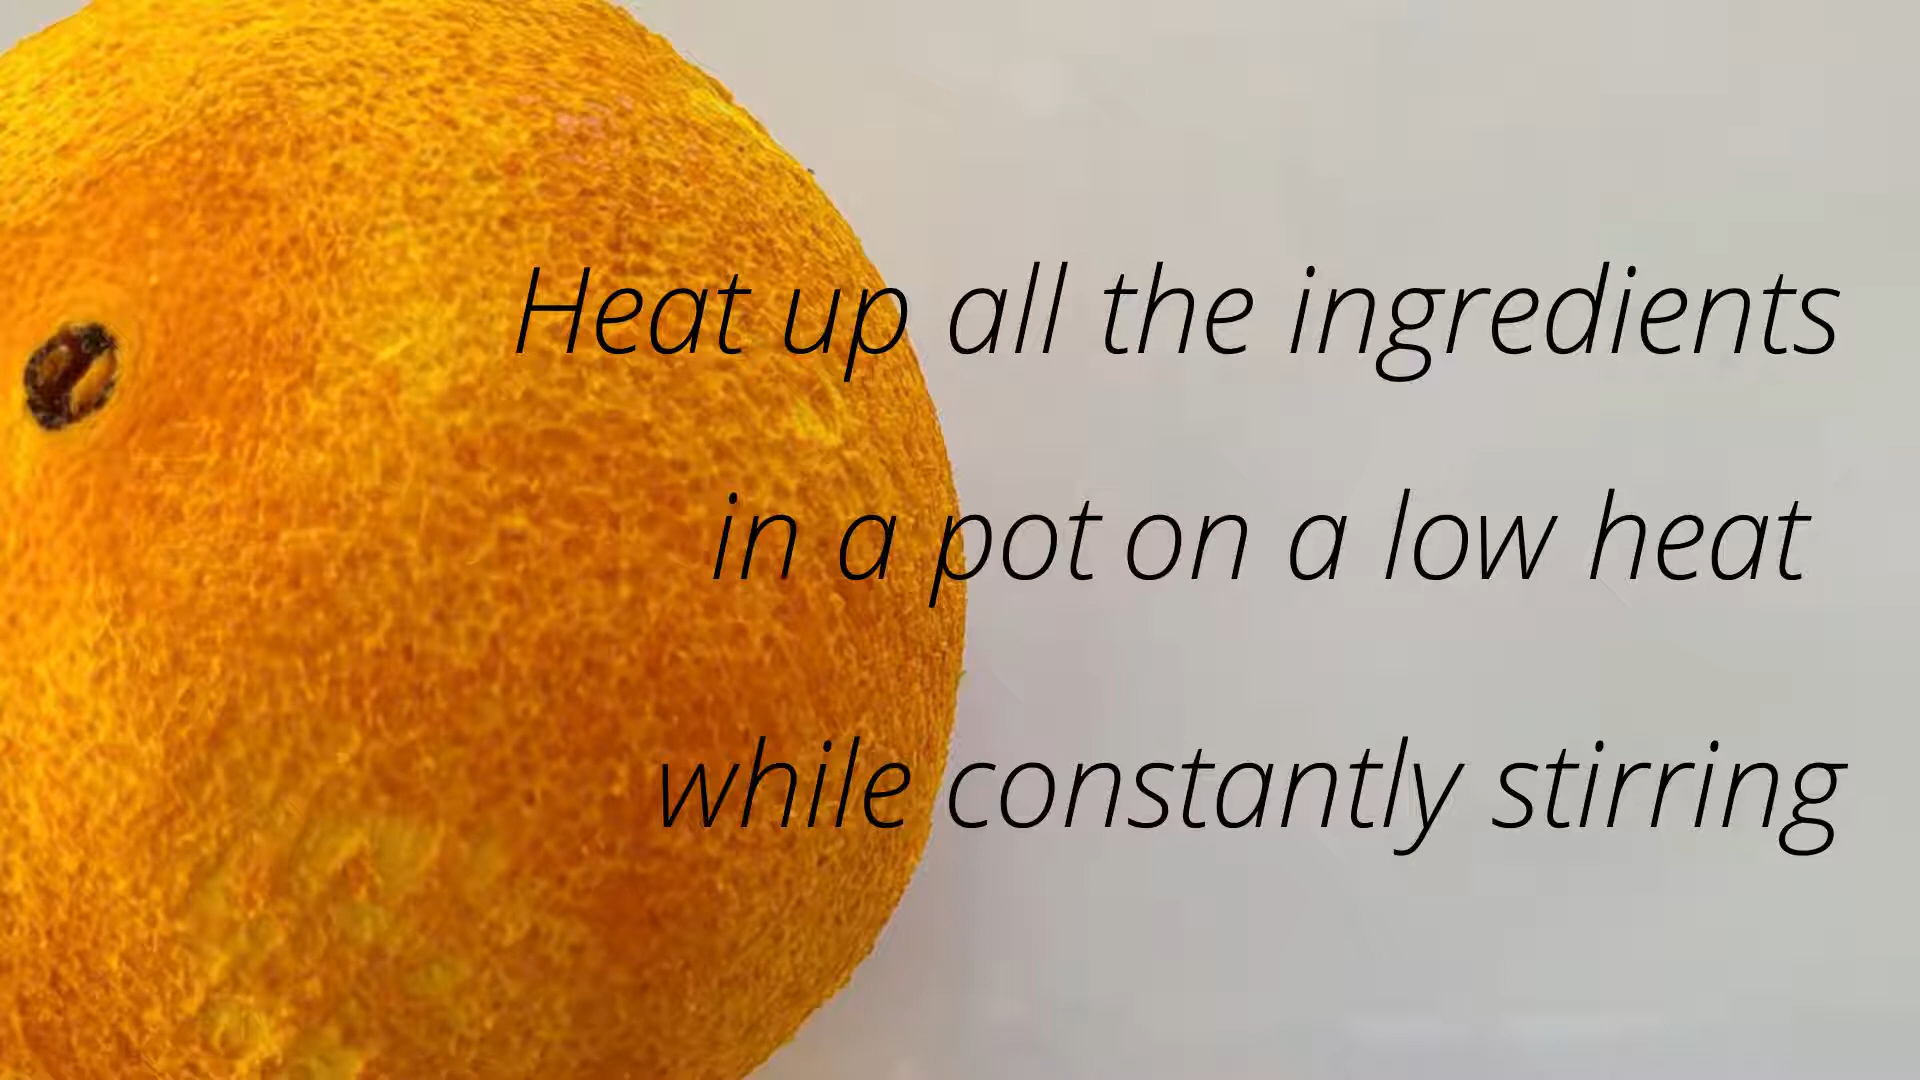 Heat up all the ingredients
in a pot on a low heat
while constantly stirring